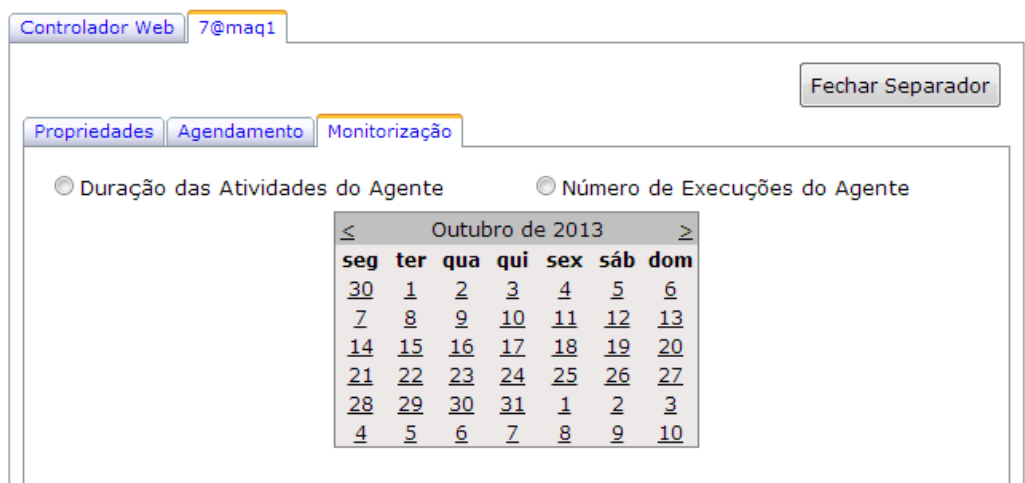 Controlador Web 7@maq1
Fechar Separador
Propriedades Agendamento Monitorização
Duração das Atividades do Agente Número de Execuções do Agente
< Outubro de 2013 >
seg ter qua qui sex sáb dom
30 1 2 3 4 5 6
7 8 9 10 11 12 13
14 15 16 17 18 19 20
21 22 23 24 25 26 27
28 29 30 31 1 2 3
4 5 6 7 8 9 10